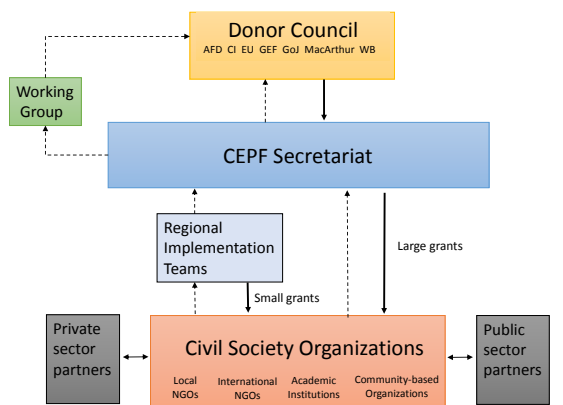 Donor Council
AFD CI EU GEF GoJ MacArthur WB
Working
Group
CEPF Secretariat
Regional
Implementation
Teams
Large grants
Small grants
Private
sector
partners
Civil Society Organizations
Local
NGOs
International
NGOs
Academic
Institutions
Community-based
Organizations
Public
sector
partners